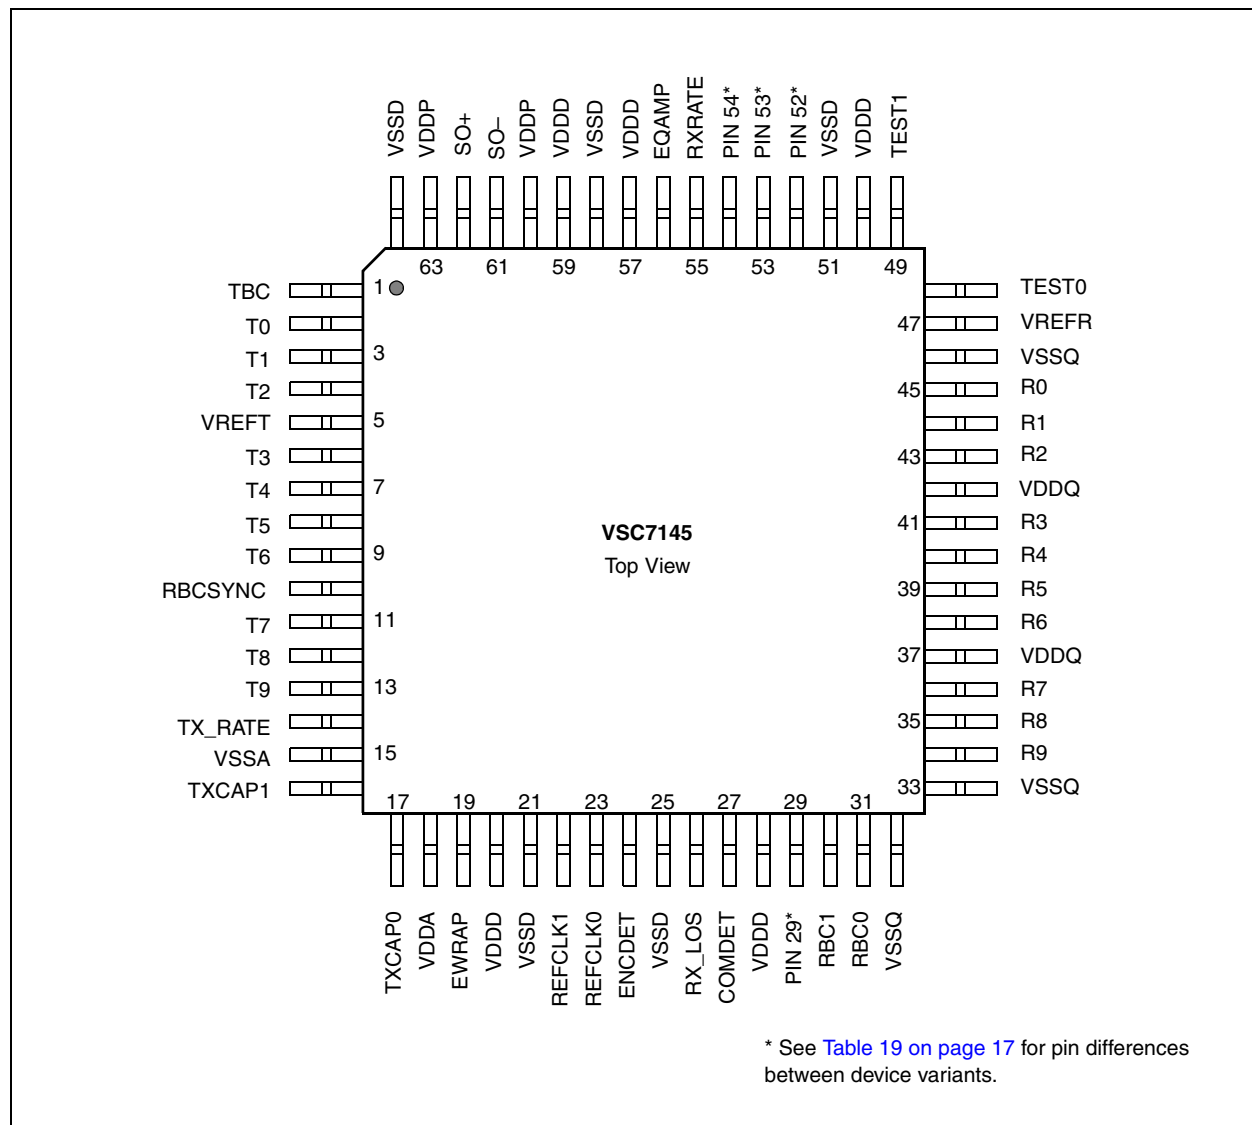 VSSD VDDP SO+ SO– VDDP VDDD VSSD VDDD EQAMP RXRATE PIN 54* PIN 53* PIN 52* VSSD VDDD TEST1
63 61 59 57 55 53 51 49
TBC 1 TEST0
T0 47 VREFR
T1 3 VSSQ
T2 45 R0
VREFT 5 R1
T3 43 R2
T4 7 VDDQ
T5 41 R3
VSC7145
T6 9 R4
Top View
RBCSYNC 39 R5
T7 11 R6
T8 37 VDDQ
T9 13 R7
TX_RATE 35 R8
VSSA 15 R9
TXCAP1 33 VSSQ
17 19 21 23 25 27 29 31
TXCAP0 VDDA EWRAP VDDD VSSD REFCLK1 REFCLK0 ENCDET VSSD RX_LOS COMDET VDDD PIN 29* RBC1 RBC0 VSSQ
* See Table 19 on page 17 for pin differences
between device variants.